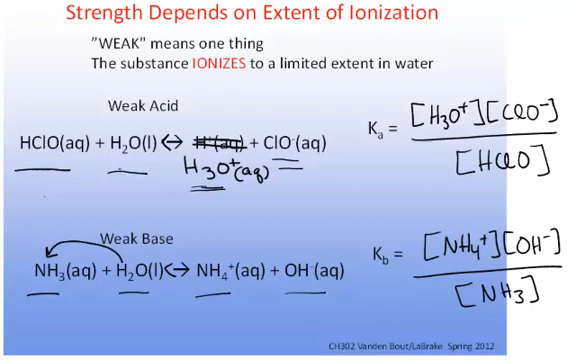 Strength Depends on Extent of Ionization
"WEAK" means one thing
The substance IONIZES to a limited extent in water
Weak Acid
HClO(aq) + H₂O(l) ↔ H⁺(aq) + ClO⁻(aq)
H₃O⁺(aq)
Kₐ = [H₃O⁺][ClO⁻]
[HClO]
Weak Base
NH₃(aq) + H₂O(l) ↔ NH₄⁺(aq) + OH⁻(aq)
K_b = [NH₄⁺][OH⁻]
[NH₃]
CH302 Vanden Bout/LaBrake Spring 2012